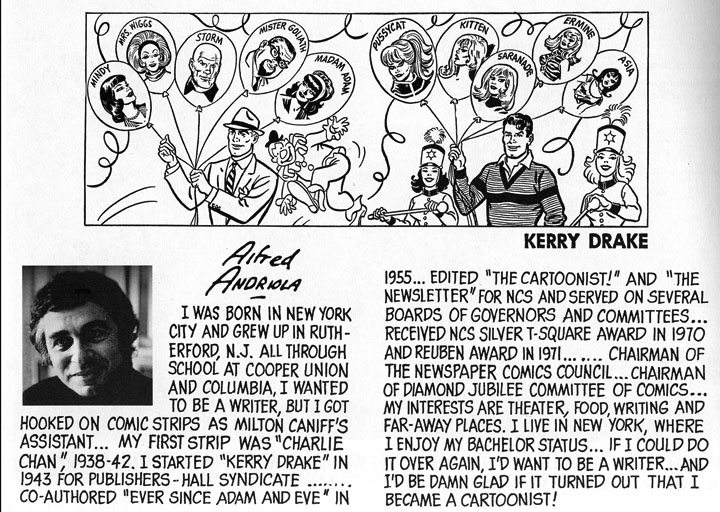 MINDY
MRS. NIGGS
STORM
MISTER GOLIATH
MADAM ADAM
PUSSYCAT
KITTEN
SARANADE
ERMINE
ASIA
KERRY DRAKE
Alfred
ANDRIOLA
I WAS BORN IN NEW YORK
CITY AND GREW UP IN RUTH-
ERFORD, N.J. ALL THROUGH
SCHOOL AT COOPER UNION
AND COLUMBIA, I WANTED
TO BE A WRITER, BUT I GOT
HOOKED ON COMIC STRIPS AS MILTON CANIFF'S
ASSISTANT... MY FIRST STRIP WAS "CHARLIE
CHAN", 1938-42. I STARTED "KERRY DRAKE" IN
1943 FOR PUBLISHERS-HALL SYNDICATE ........
CO-AUTHORED "EVER SINCE ADAM AND EVE" IN
1955... EDITED "THE CARTOONIST!" AND "THE
NEWSLETTER" FOR NCS AND SERVED ON SEVERAL
BOARDS OF GOVERNORS AND COMMITTEES...
RECEIVED NCS SILVER T-SQUARE AWARD IN 1970
AND REUBEN AWARD IN 1971....... CHAIRMAN OF
THE NEWSPAPER COMICS COUNCIL... CHAIRMAN
OF DIAMOND JUBILEE COMMITTEE OF COMICS...
MY INTERESTS ARE THEATER, FOOD, WRITING AND
FAR-AWAY PLACES. I LIVE IN NEW YORK, WHERE
I ENJOY MY BACHELOR STATUS... IF I COULD DO
IT OVER AGAIN, I'D WANT TO BE A WRITER...AND
I'D BE DAMN GLAD IF IT TURNED OUT THAT I
BECAME A CARTOONIST!